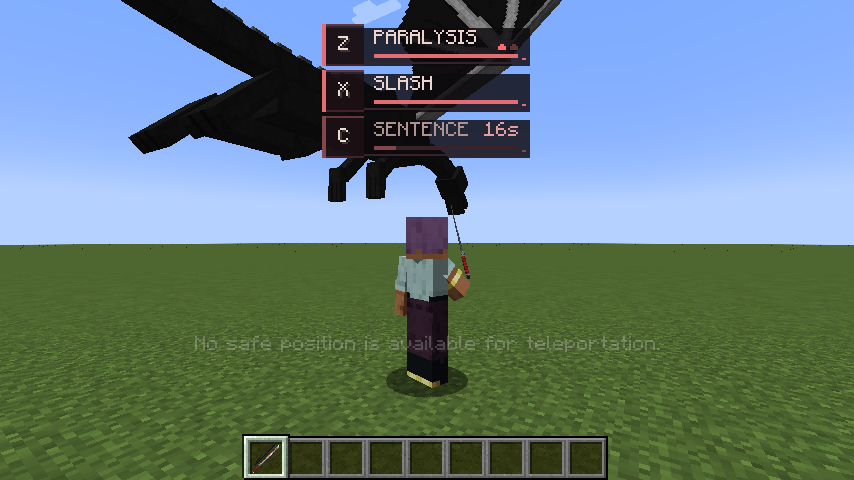 Z PARALYSIS
X SLASH
C SENTENCE 16s
No safe position is available for teleportation.